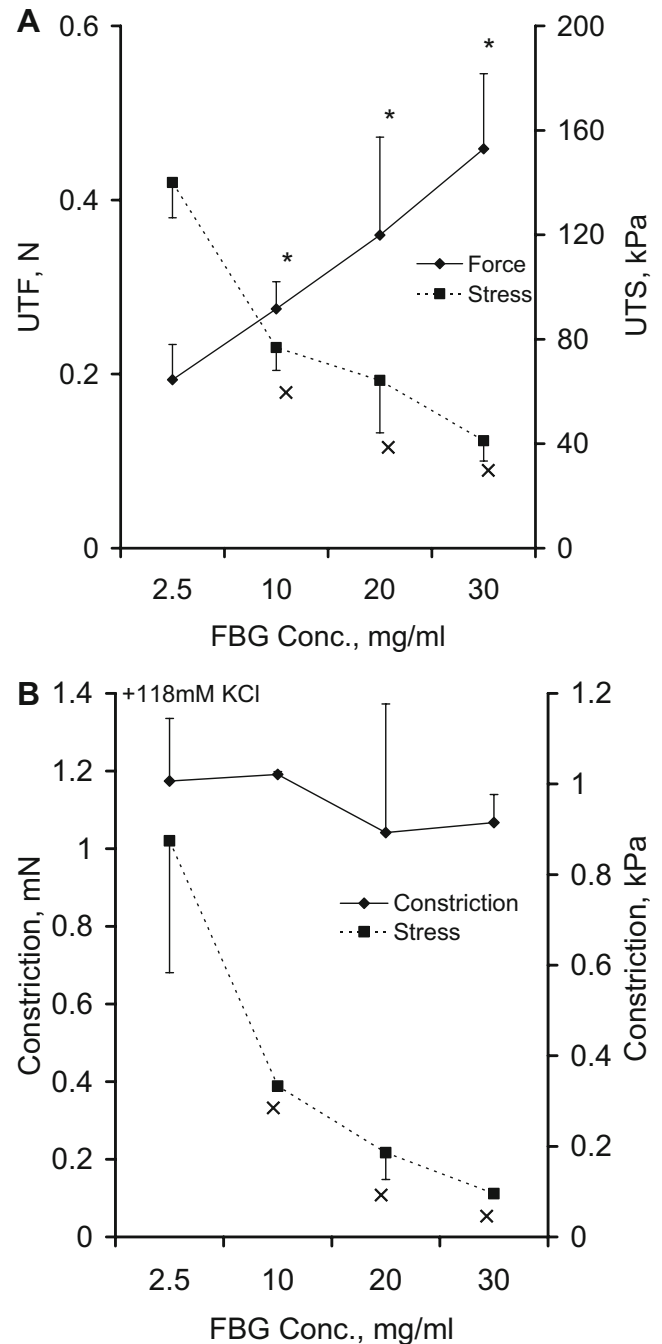 A
0.6
0.4
0.2
0
UTF, N
200
160
120
80
40
0
UTS, kPa
*
*
*
Force
Stress
×
×
×
2.5 10 20 30
FBG Conc., mg/ml
B
+118mM KCl
1.4
1.2
1
0.8
0.6
0.4
0.2
0
Constriction, mN
1.2
1
0.8
0.6
0.4
0.2
0
Constriction, kPa
Constriction
Stress
×
×
×
2.5 10 20 30
FBG Conc., mg/ml